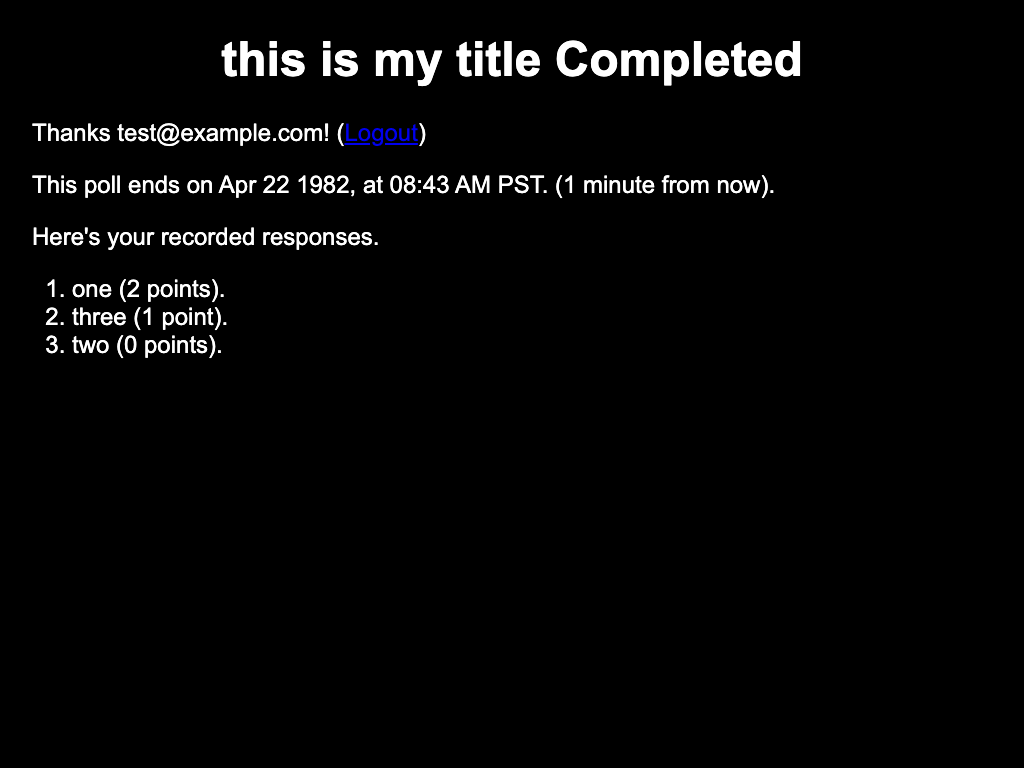 this is my title Completed
Thanks test@example.com! (Logout)
This poll ends on Apr 22 1982, at 08:43 AM PST. (1 minute from now).
Here's your recorded responses.
1. one (2 points).
2. three (1 point).
3. two (0 points).